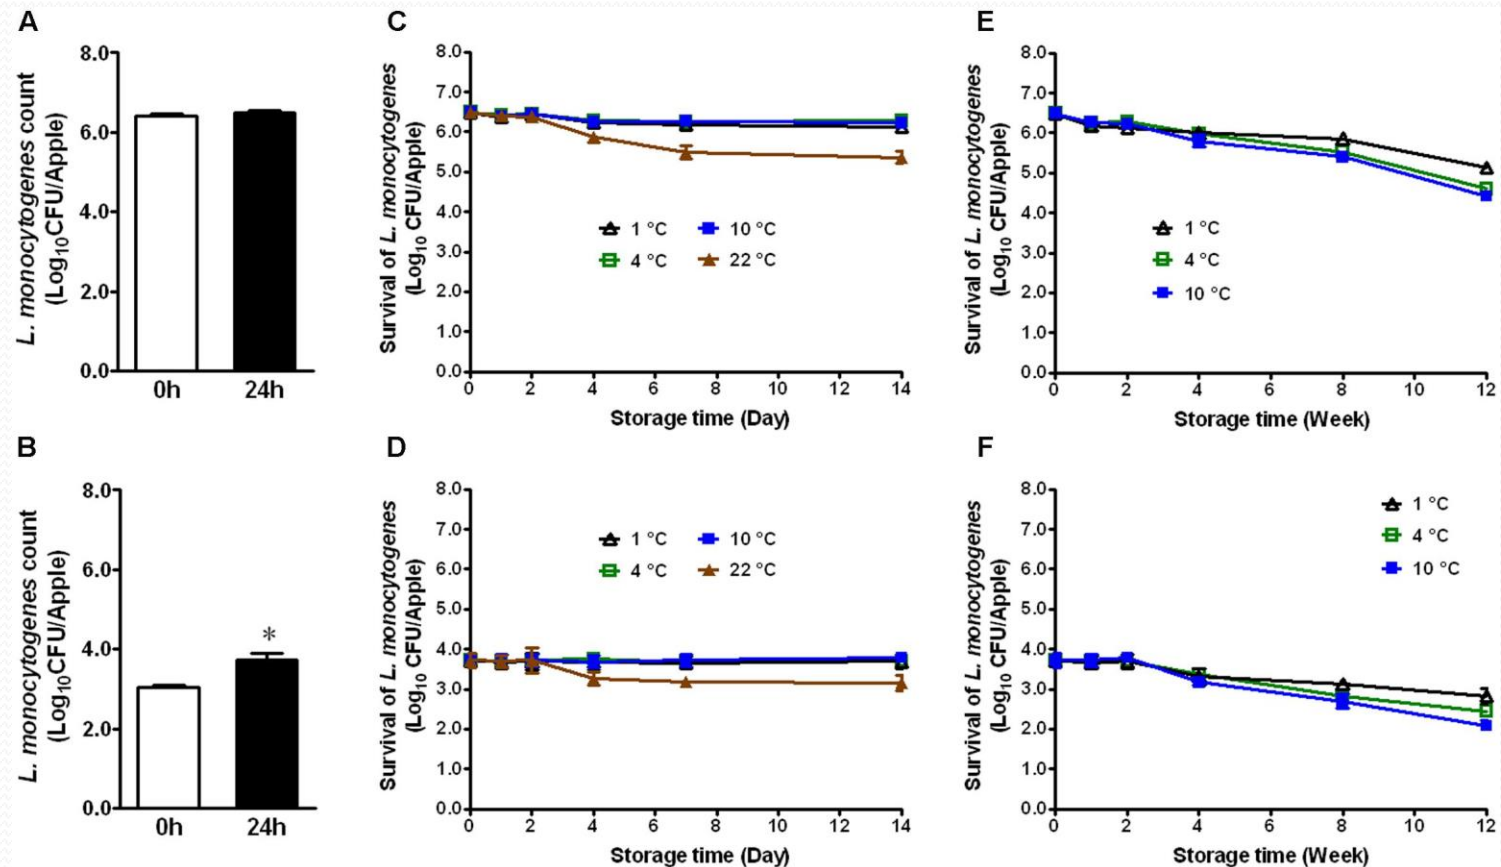 A
L. monocytogenes count
(Log10CFU/Apple)
8.0
6.0
4.0
2.0
0.0
0h 24h
C
Survival of L. monocytogenes
(Log10 CFU/Apple)
8.0
7.0
6.0
5.0
4.0
3.0
2.0
1.0
0.0
1 °C 10 °C
4 °C 22 °C
0 2 4 6 8 10 12 14
Storage time (Day)
E
Survival of L. monocytogenes
(Log10 CFU/Apple)
8.0
7.0
6.0
5.0
4.0
3.0
2.0
1.0
0.0
1 °C
4 °C
10 °C
0 2 4 6 8 10 12
Storage time (Week)
B
L. monocytogenes count
(Log10CFU/Apple)
8.0
6.0
4.0
2.0
0.0
*
0h 24h
D
Survival of L. monocytogenes
(Log10 CFU/Apple)
8.0
7.0
6.0
5.0
4.0
3.0
2.0
1.0
0.0
1 °C 10 °C
4 °C 22 °C
0 2 4 6 8 10 12 14
Storage time (Day)
F
Survival of L. monocytogenes
(Log10 CFU/Apple)
8.0
7.0
6.0
5.0
4.0
3.0
2.0
1.0
0.0
1 °C
4 °C
10 °C
0 2 4 6 8 10 12
Storage time (Week)